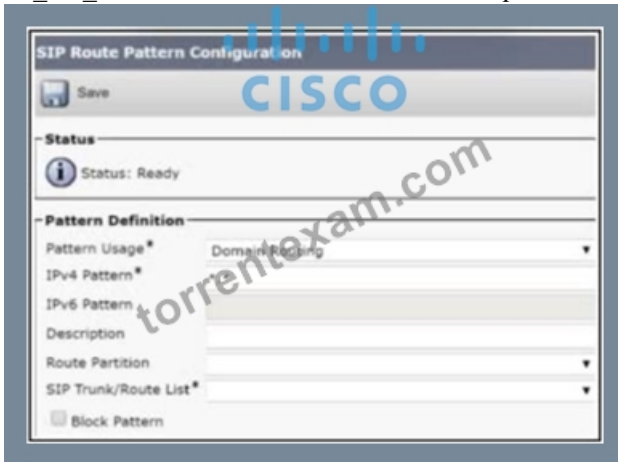 SIP Route Pattern Configuration
CISCO
Save
Status
Status: Ready
torrentexam.com
Pattern Definition
Pattern Usage*
Domain Routing
IPv4 Pattern*
IPv6 Pattern
Description
Route Partition
SIP Trunk/Route List*
Block Pattern